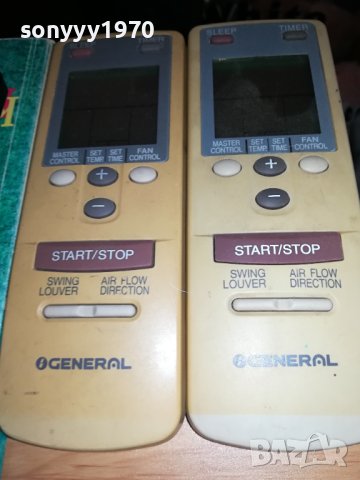 sonyyy1970
SLEEP
SLEEP TIMER
MASTER CONTROL
SET TEMP
SET TIME
FAN CONTROL
+
−
START/STOP
SWING LOUVER
AIR FLOW DIRECTION
GENERAL
MASTER CONTROL
SET TEMP
SET TIME
FAN CONTROL
+
−
START/STOP
SWING LOUVER
AIR FLOW DIRECTION
GENERAL
BAZAR